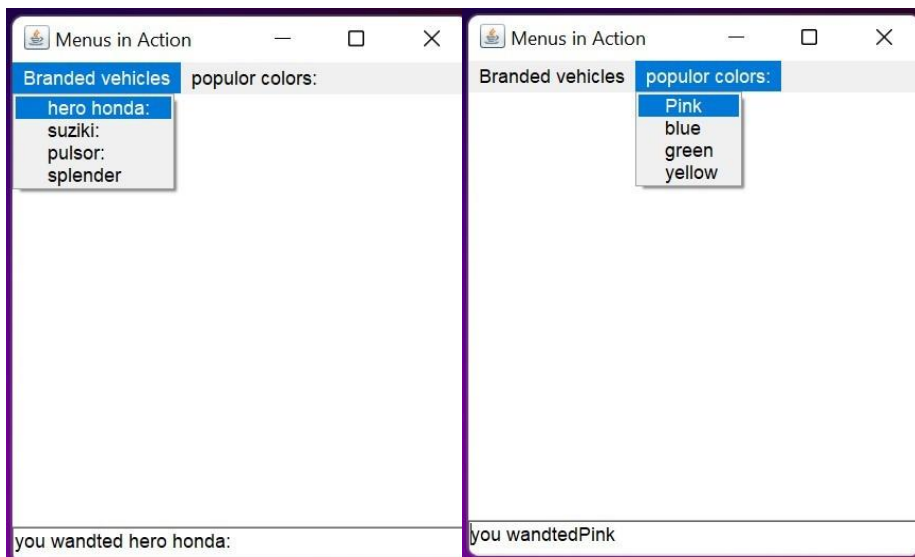 Menus in Action
Branded vehicles populor colors:
hero honda:
suziki:
pulsor:
splender
you wandted hero honda:
Menus in Action
Branded vehicles populor colors:
Pink
blue
green
yellow
you wandtedPink